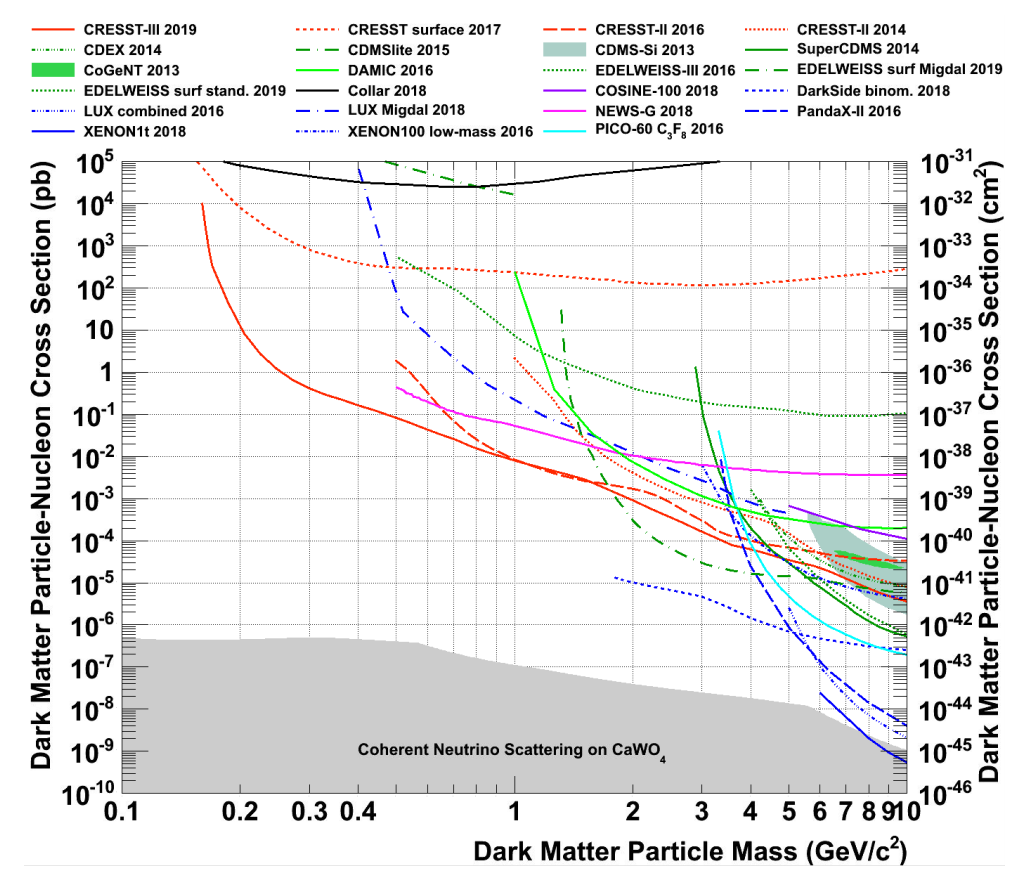 CRESST-III 2019 CRESST surface 2017 CRESST-II 2016 CRESST-II 2014
CDEX 2014 CDMSlite 2015 CDMS-Si 2013 SuperCDMS 2014
CoGeNT 2013 DAMIC 2016 EDELWEISS-III 2016 EDELWEISS surf Migdal 2019
EDELWEISS surf stand. 2019 Collar 2018 COSINE-100 2018 DarkSide binom. 2018
LUX combined 2016 LUX Migdal 2018 NEWS-G 2018 PandaX-II 2016
XENON1t 2018 XENON100 low-mass 2016 PICO-60 C₃F₈ 2016
Dark Matter Particle-Nucleon Cross Section (pb)
10⁵
10⁴
10³
10²
10
1
10⁻¹
10⁻²
10⁻³
10⁻⁴
10⁻⁵
10⁻⁶
10⁻⁷
10⁻⁸
10⁻⁹
10⁻¹⁰
Coherent Neutrino Scattering on CaWO₄
10⁻³¹
10⁻³²
10⁻³³
10⁻³⁴
10⁻³⁵
10⁻³⁶
10⁻³⁷
10⁻³⁸
10⁻³⁹
10⁻⁴⁰
10⁻⁴¹
10⁻⁴²
10⁻⁴³
10⁻⁴⁴
10⁻⁴⁵
10⁻⁴⁶
Dark Matter Particle-Nucleon Cross Section (cm²)
0.1 0.2 0.3 0.4 1 2 3 4 5 6 7 8 9 10
Dark Matter Particle Mass (GeV/c²)